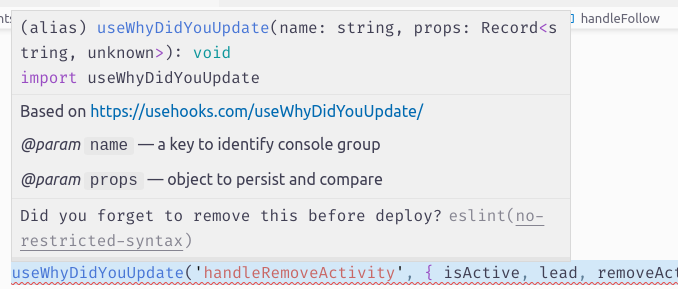 nts handleFollow
(alias) useWhyDidYouUpdate(name: string, props: Record<s
tring, unknown>): void
import useWhyDidYouUpdate
Based on https://usehooks.com/useWhyDidYouUpdate/
@param name — a key to identify console group
@param props — object to persist and compare
Did you forget to remove this before deploy? eslint(no-
restricted-syntax)
useWhyDidYouUpdate('handleRemoveActivity', { isActive, lead, removeAct